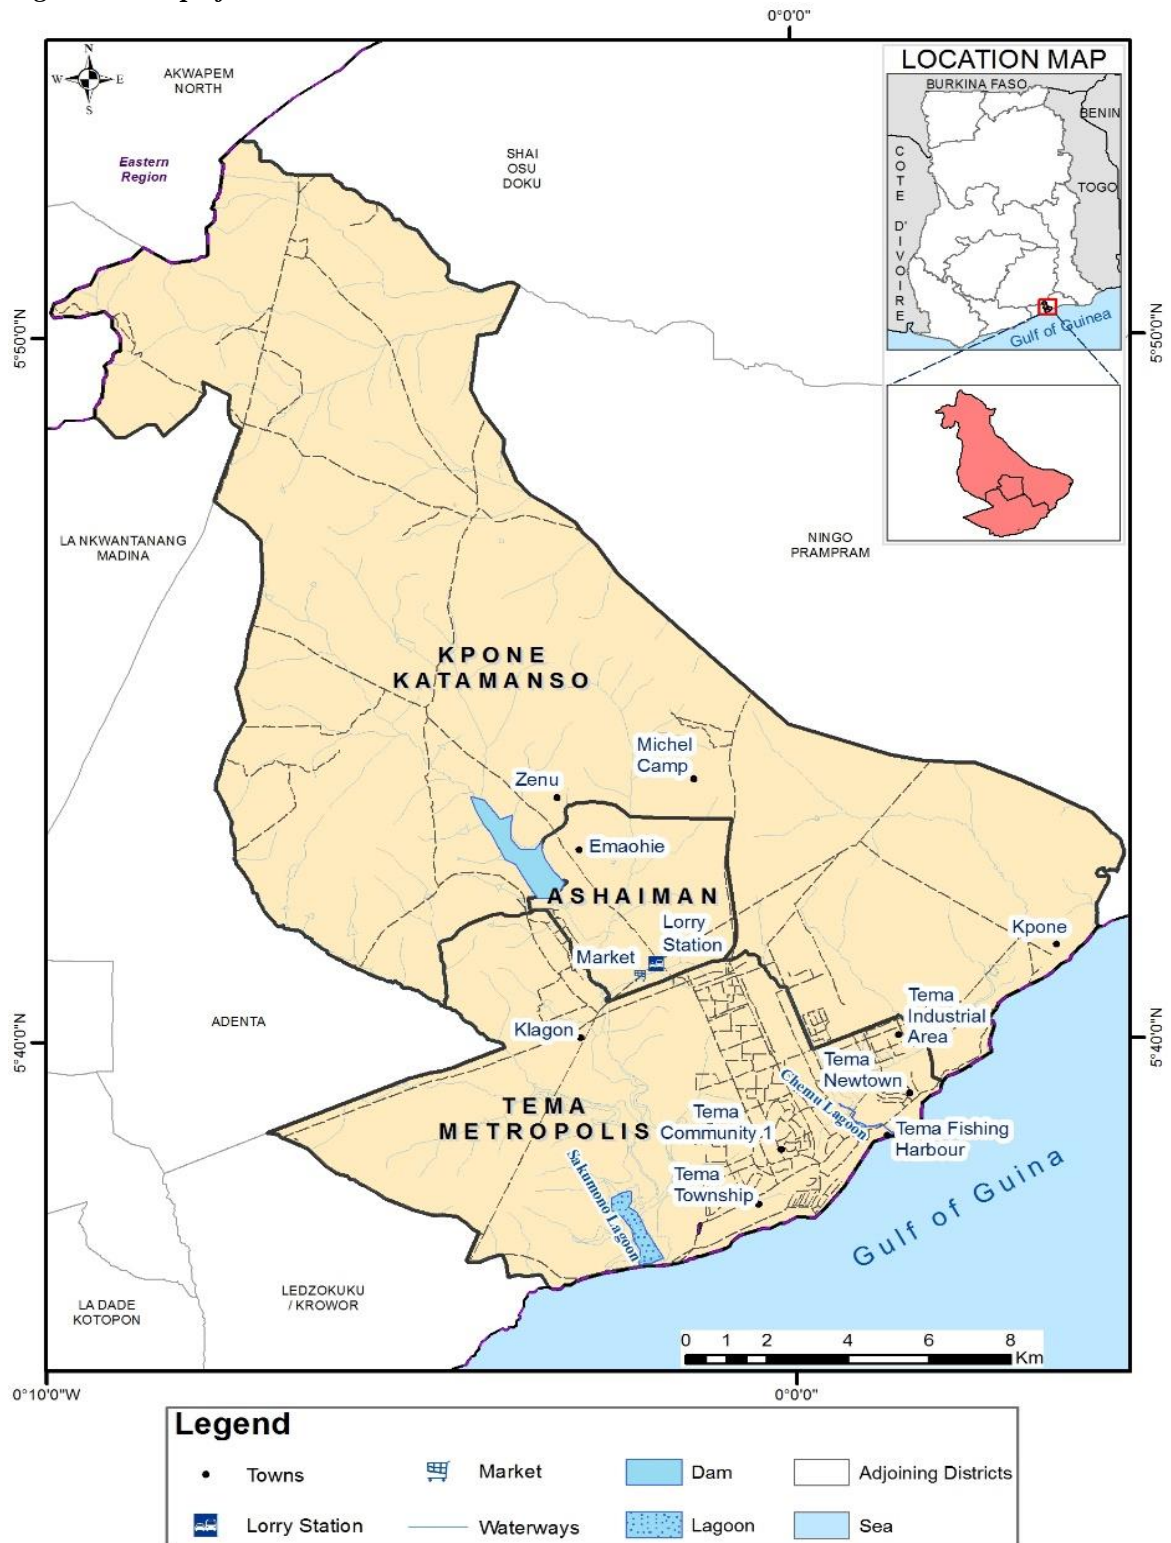 0°0'0"
N
W E
S
AKWAPEM
NORTH
Eastern
Region
SHAI
OSU
DOKU
LOCATION MAP
BURKINA FASO
BENIN
COTE D'IVOIRE
TOGO
Gulf of Guinea
5°50'0"N
5°50'0"N
LA NKWANTANANG
MADINA
NINGO
PRAMPRAM
KPONE
KATAMANSO
Michel
Camp
Zenu
Emaohie
ASHAIMAN
Lorry
Station
Market
Kpone
Tema
Industrial
Area
Klagon
ADENTA
5°40'0"N
5°40'0"N
Tema
Newtown
Chemu Lagoon
TEMA
METROPOLIS
Tema
Community 1
Tema Fishing
Harbour
Tema
Township
Sakumono Lagoon
Gulf of Guina
LEDZOKUKU
/ KROWOR
LA DADE
KOTOPON
0 1 2 4 6 8
Km
0°10'0"W
0°0'0"
Legend
Towns
Market
Dam
Adjoining Districts
Lorry Station
Waterways
Lagoon
Sea